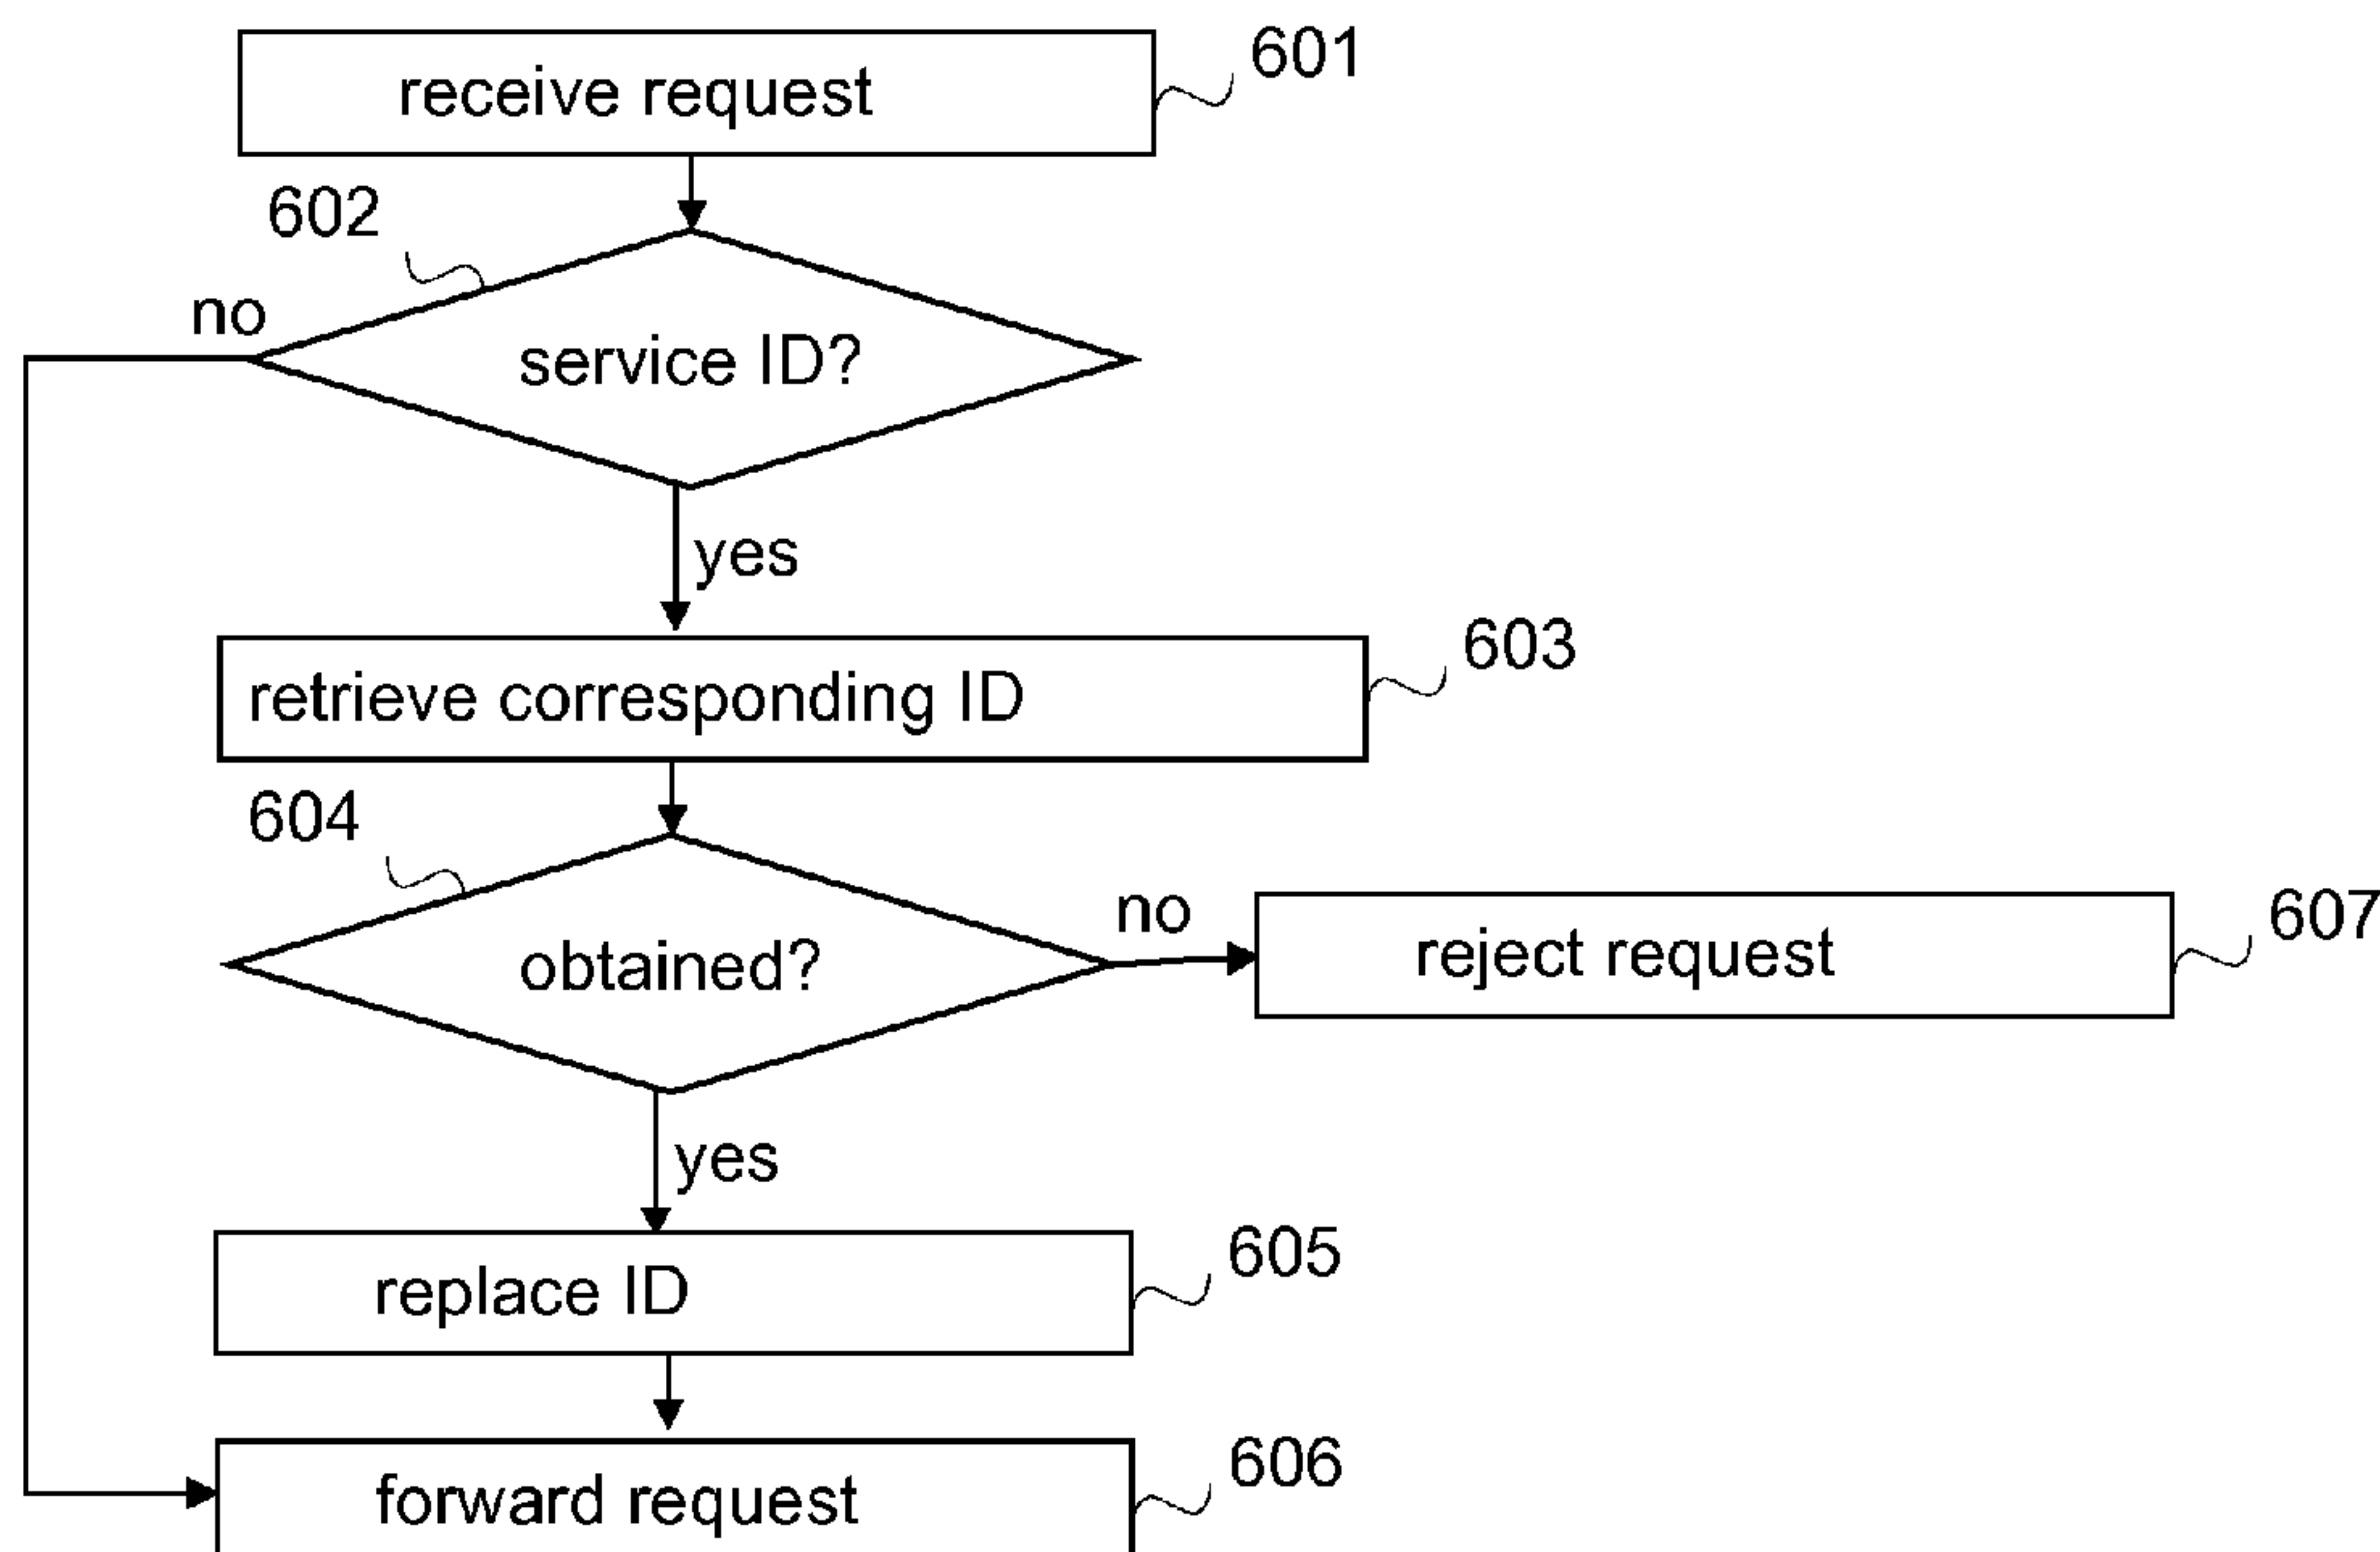 receive request
601
602
no
service ID?
yes
603
retrieve corresponding ID
604
no
607
obtained?
reject request
yes
605
replace ID
606
forward request